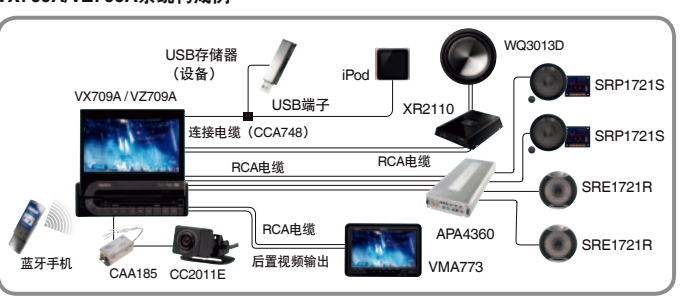 VX709A/VZ709A系统构成例
USB存储器
（设备）
iPod
WQ3013D
VX709A / VZ709A
USB端子
XR2110
SRP1721S
连接电缆（CCA748）
SRP1721S
RCA电缆
RCA电缆
SRE1721R
RCA电缆
APA4360
SRE1721R
蓝牙手机
CAA185
CC2011E
后置视频输出
VMA773